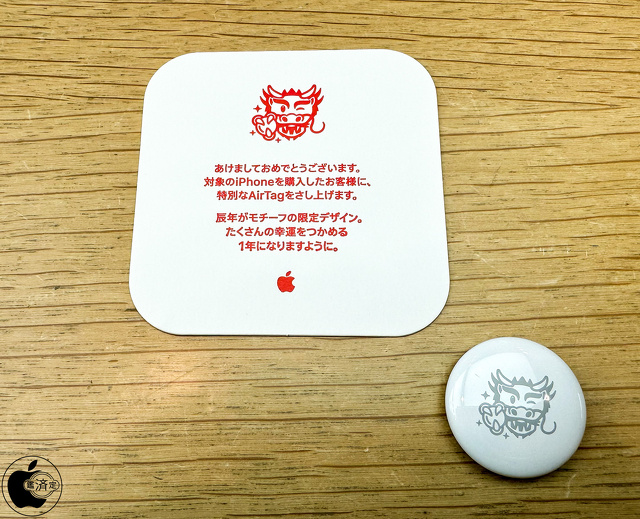 あけましておめでとうございます。
対象のiPhoneを購入したお客様に、
特別なAirTagをさし上げます。
辰年がモチーフの限定デザイン。
たくさんの幸運をつかめる
1年になりますように。
鑑済定